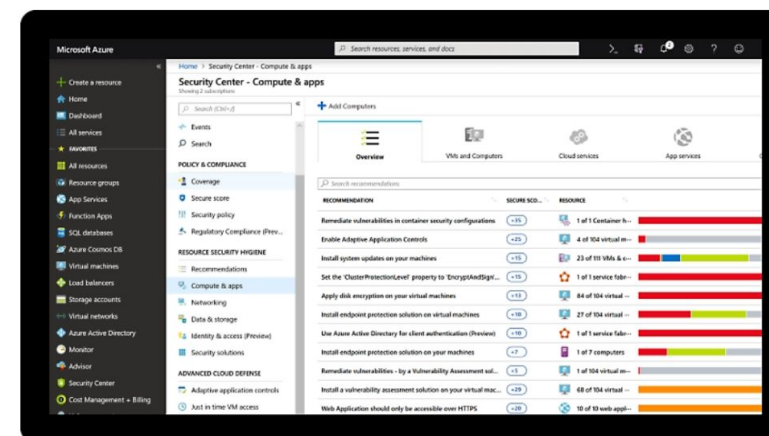 Microsoft Azure
Search resources, services, and docs
Create a resource
Home
Dashboard
All services
FAVORITES
All resources
Resource groups
App Services
Function Apps
SQL databases
Azure Cosmos DB
Virtual machines
Load balancers
Storage accounts
Virtual networks
Azure Active Directory
Monitor
Advisor
Security Center
Cost Management + Billing
Home > Security Center - Compute & apps
Security Center - Compute & apps
Showing 2 subscriptions
Search (Ctrl+/)
Events
Search
POLICY & COMPLIANCE
Coverage
Secure score
Security policy
Regulatory Compliance (Prev...
RESOURCE SECURITY HYGIENE
Recommendations
Compute & apps
Networking
Data & storage
Identity & access (Preview)
Security solutions
ADVANCED CLOUD DEFENSE
Adaptive application controls
Just in time VM access
Add Computers
Overview VMs and Computers Cloud services App services
Search recommendations
RECOMMENDATION SECURE SCO... RESOURCE
Remediate vulnerabilities in container security configurations +35 1 of 1 Container h...
Enable Adaptive Application Controls +25 4 of 104 virtual m...
Install system updates on your machines +15 23 of 111 VMs & c...
Set the 'ClusterProtectionLevel' property to 'EncryptAndSign'... +15 1 of 1 service fabr...
Apply disk encryption on your virtual machines +13 84 of 104 virtual ...
Install endpoint protection solution on virtual machines +10 27 of 104 virtual ...
Use Azure Active Directory for client authentication (Preview) +10 1 of 1 service fabr...
Install endpoint protection solution on your machines +7 1 of 7 computers
Remediate vulnerabilities - by a Vulnerability Assessment sol... 1 of 104 virtual m...
Install a vulnerability assessment solution on your virtual mac... +29 68 of 104 virtual ...
Web Application should only be accessible over HTTPS +20 10 of 10 web appl...